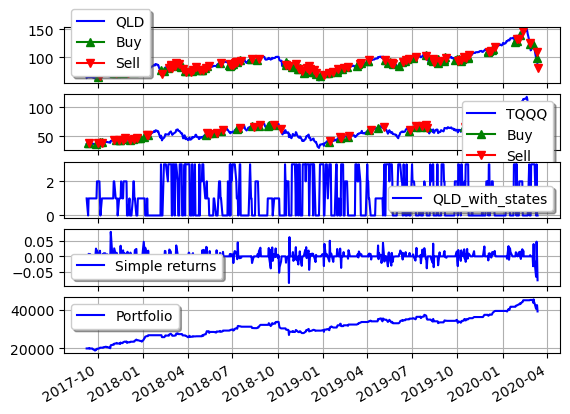 QLD
Buy
Sell
150
100
TQQQ
Buy
Sell
100
50
QLD_with_states
2
0
Simple returns
0.05
0.00
−0.05
Portfolio
40000
20000
2017-10
2018-01
2018-04
2018-07
2018-10
2019-01
2019-04
2019-07
2019-10
2020-01
2020-04